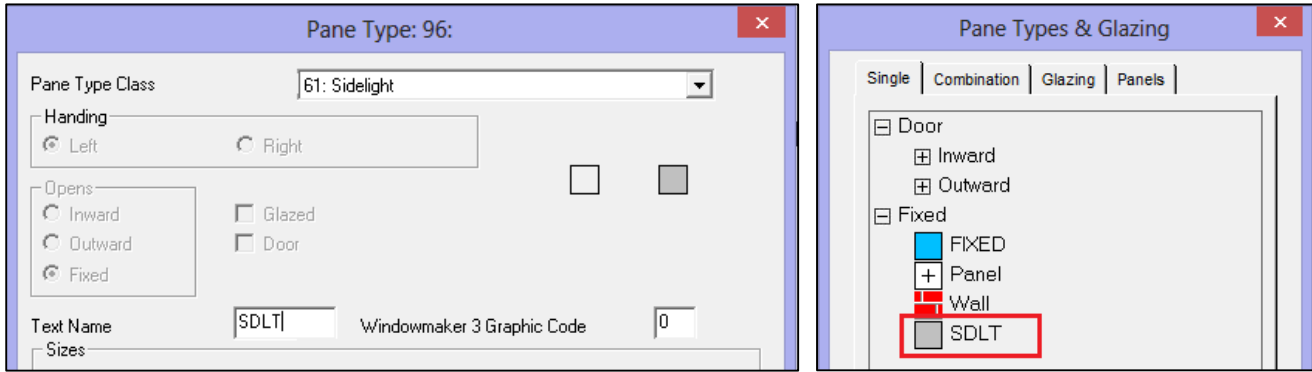 Pane Type: 96:
Pane Type Class
61: Sidelight
Handing
Left
Right
Opens
Inward
Outward
Fixed
Glazed
Door
Text Name
SDLT
Windowmaker 3 Graphic Code
0
Sizes
Pane Types & Glazing
Single
Combination
Glazing
Panels
Door
Inward
Outward
Fixed
FIXED
Panel
Wall
SDLT